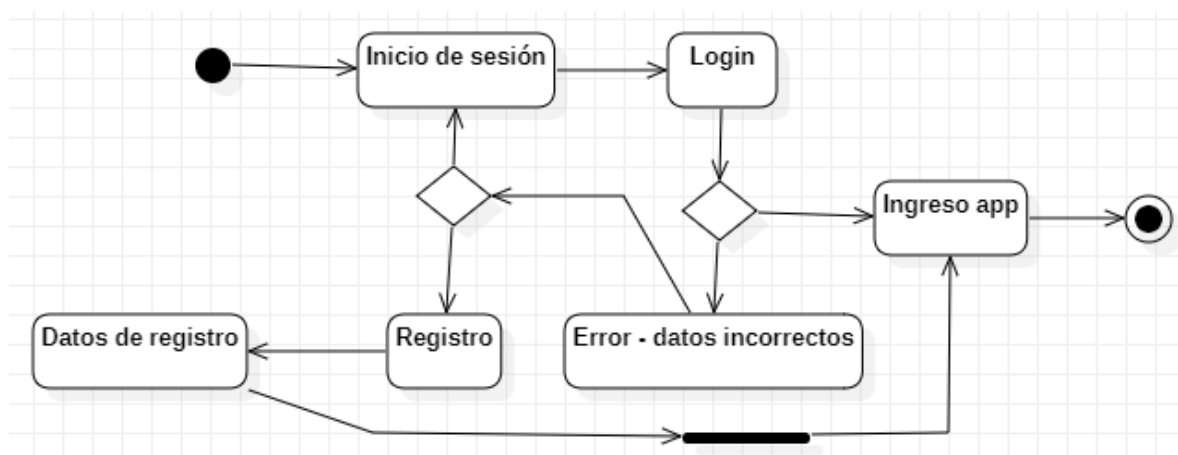 Inicio de sesión
Login
Ingreso app
Datos de registro
Registro
Error - datos incorrectos